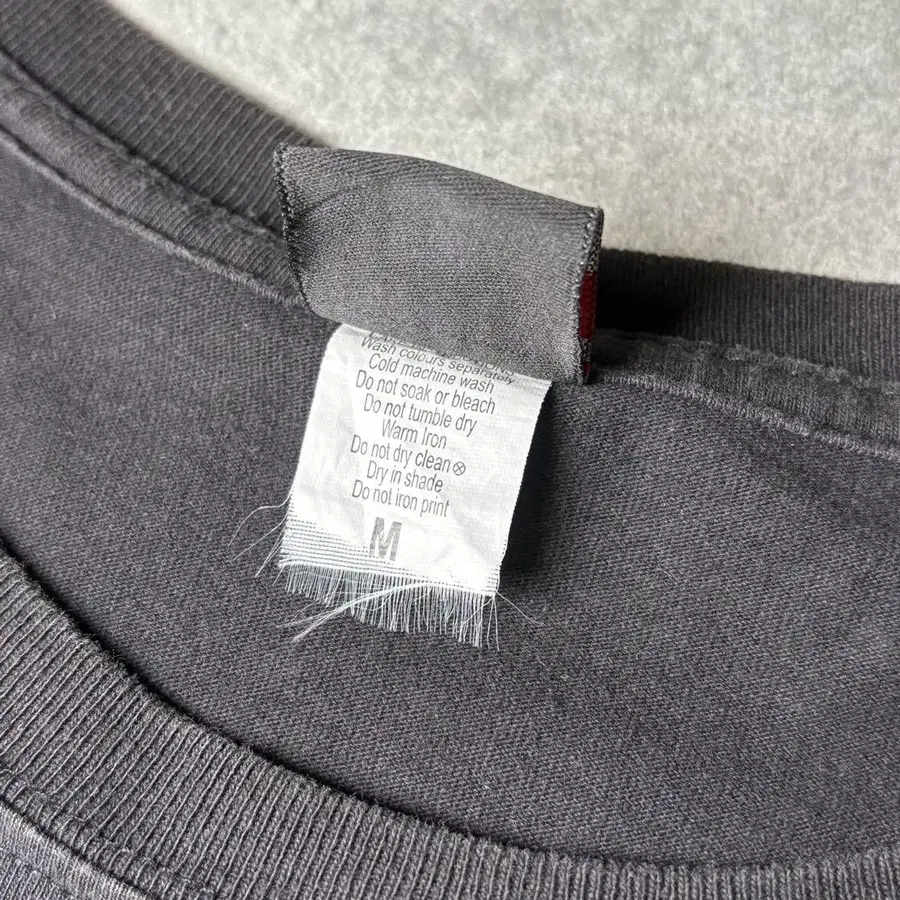 Wash colours separately
Cold machine wash
Do not soak or bleach
Do not tumble dry
Warm Iron
Do not dry clean ⊗
Dry in shade
Do not iron print
M